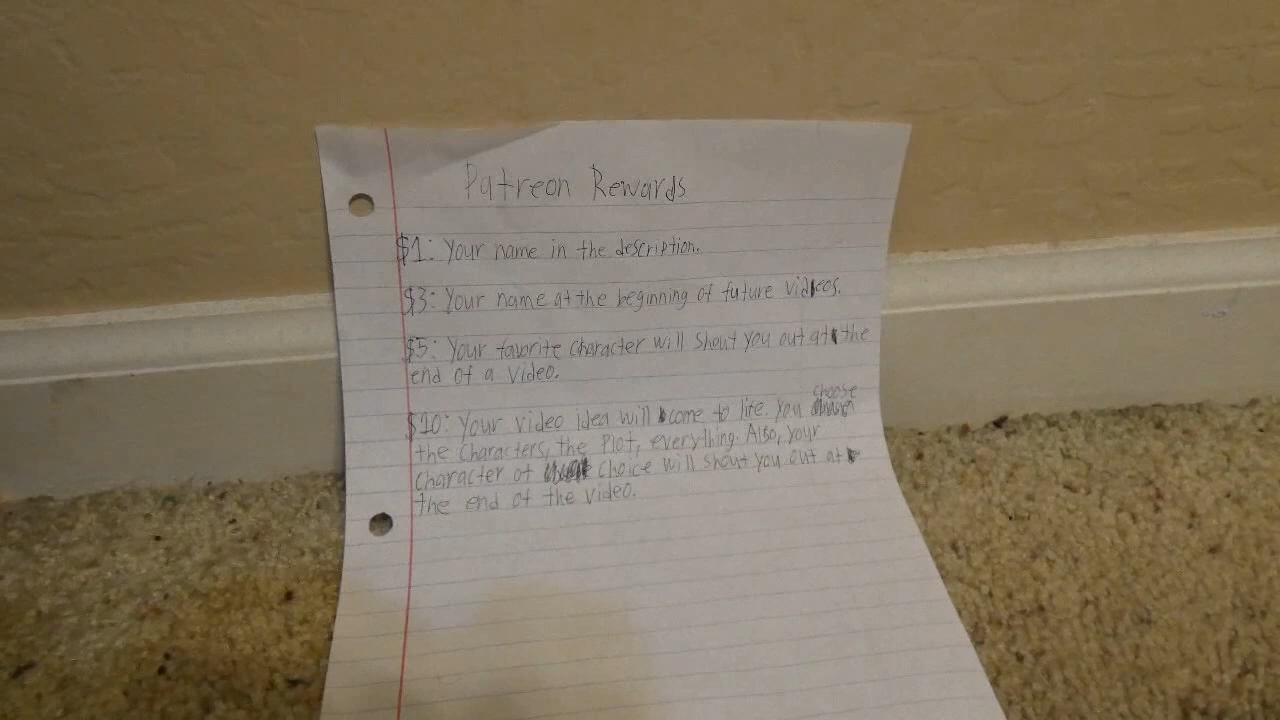 Patreon Rewards
$1: Your name in the description.
$3: Your name at the beginning of future videos.
$5: Your favorite character will shout you out at the
end of a video.
$10: Your video idea will come to life. You choose
the characters, the plot, everything. Also, your
character of choice will shout you out at
the end of the video.